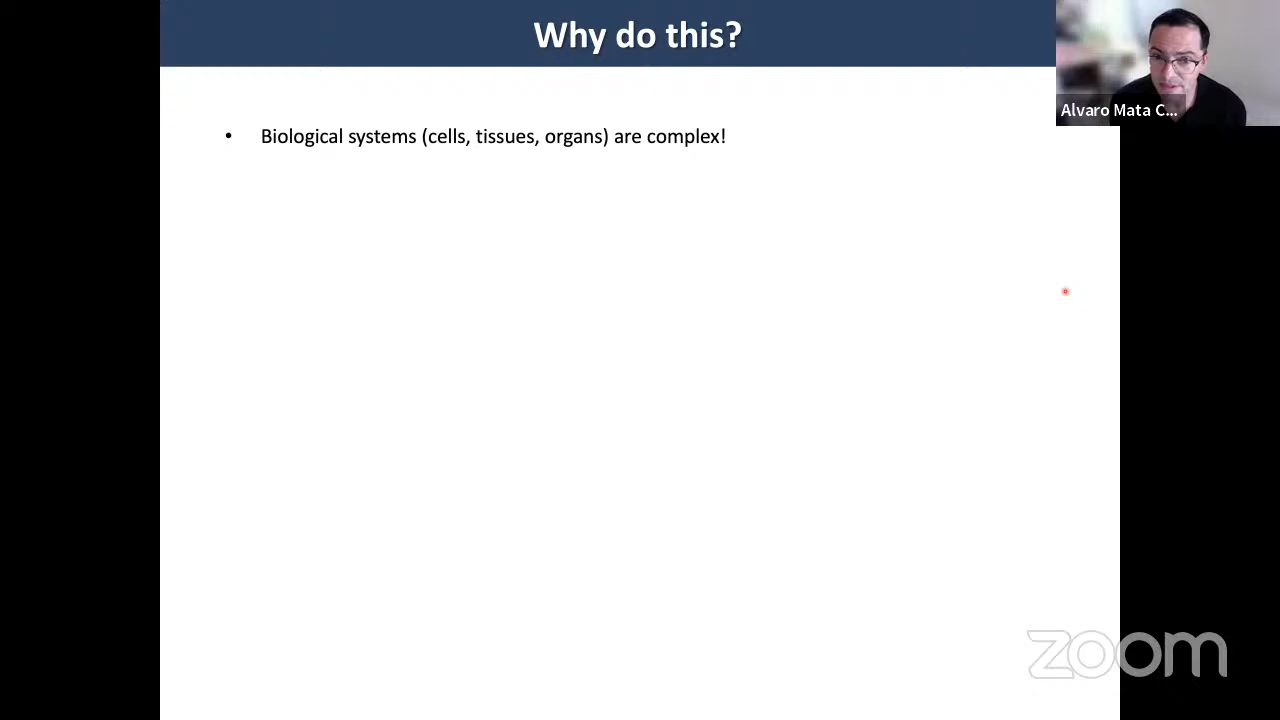 Why do this?
Alvaro Mata C...
• Biological systems (cells, tissues, organs) are complex!
zoom